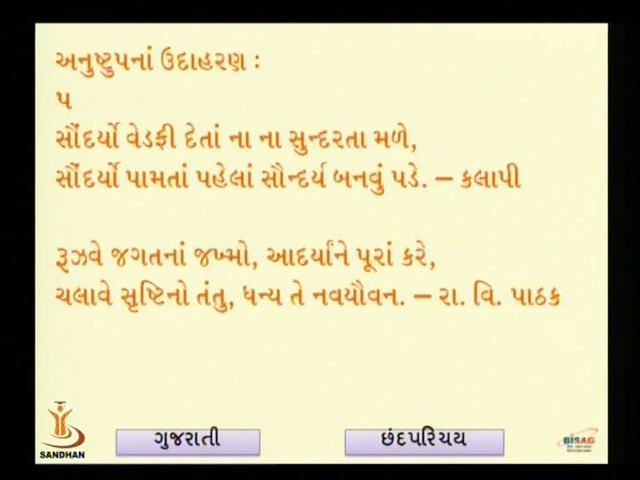 અનુષ્ટુપનાં ઉદાહરણ :
૫
સૌંદર્યો વેડફી દેતાં ના ના સુન્દરતા મળે,
સૌંદર્યો પામતાં પહેલાં સૌન્દર્ય બનવું પડે. – કલાપી
રૂઝવે જગતનાં જખ્મો, આદર્યાંને પૂરાં કરે,
ચલાવે સૃષ્ટિનો તંતુ, ધન્ય તે નવયૌવન. – રા. વિ. પાઠક
SANDHAN
ગુજરાતી
છંદપરિચય
BISAG